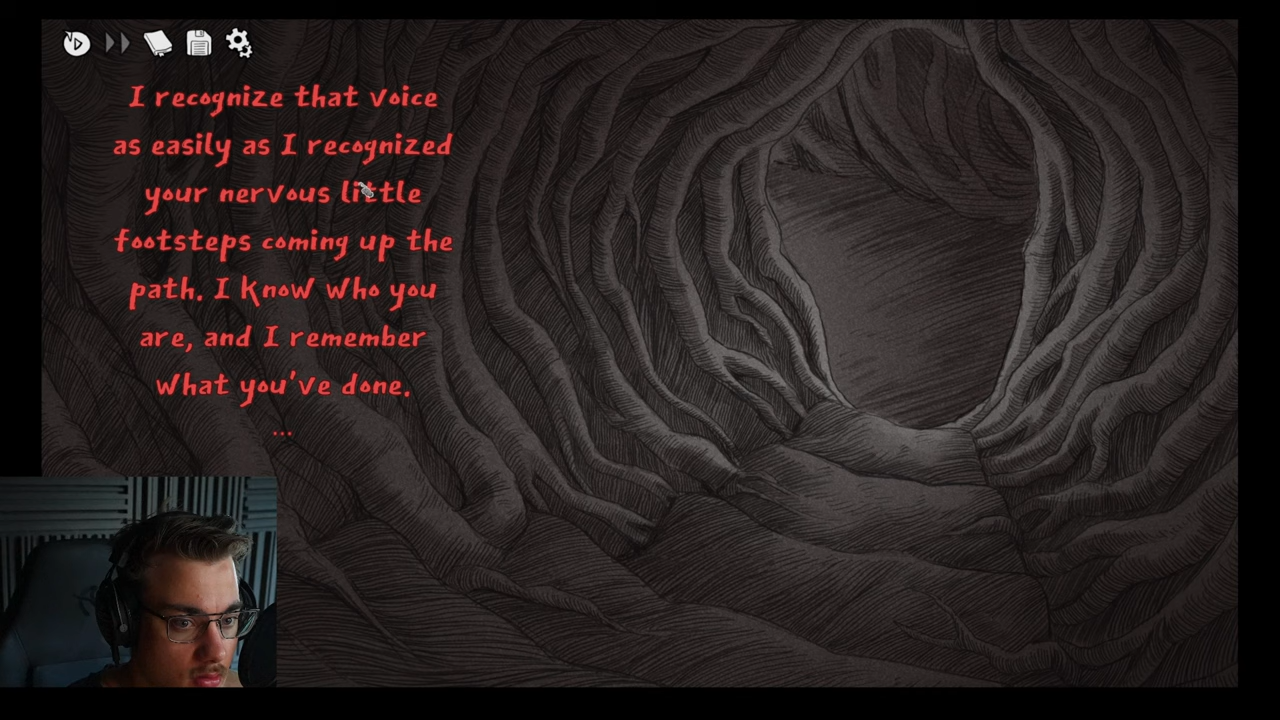 I recognize that voice
as easily as I recognized
your nervous little
footsteps coming up the
path. I know who you
are, and I remember
what you've done.
...